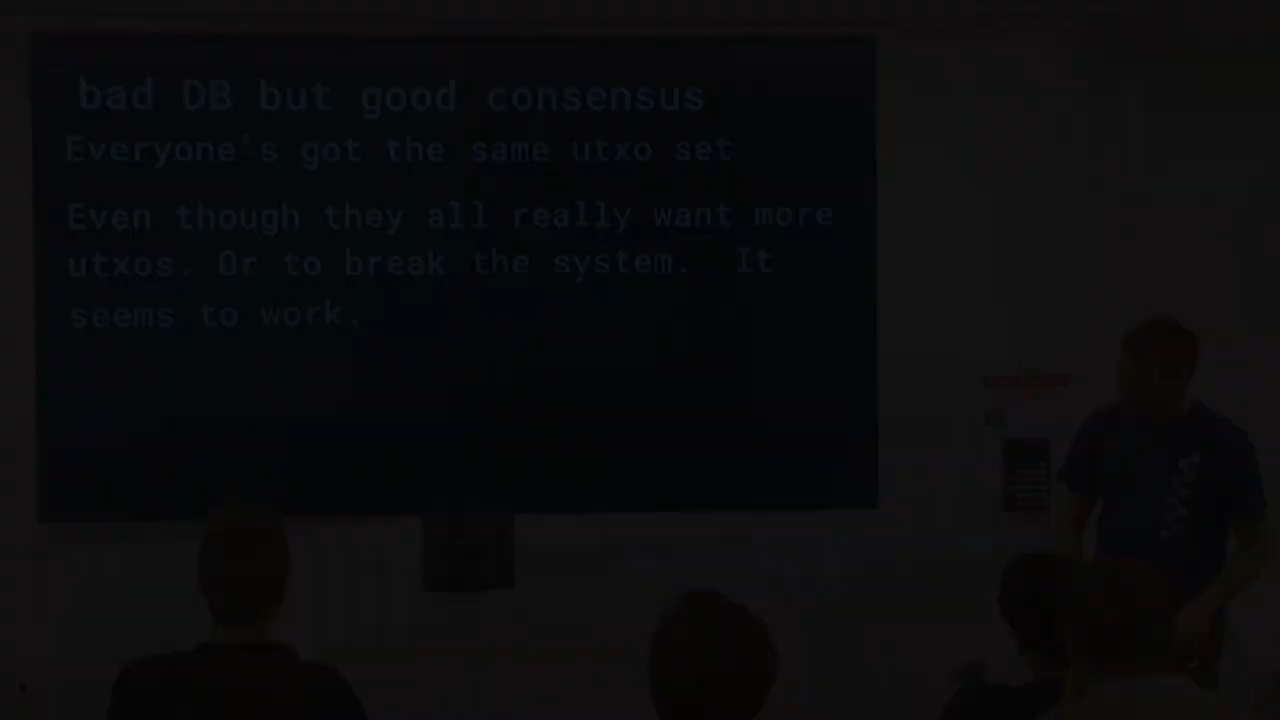 bad DB but good consensus
Everyone's got the same utxo set
Even though they all really want more
utxos. Or to break the system. It
seems to work.